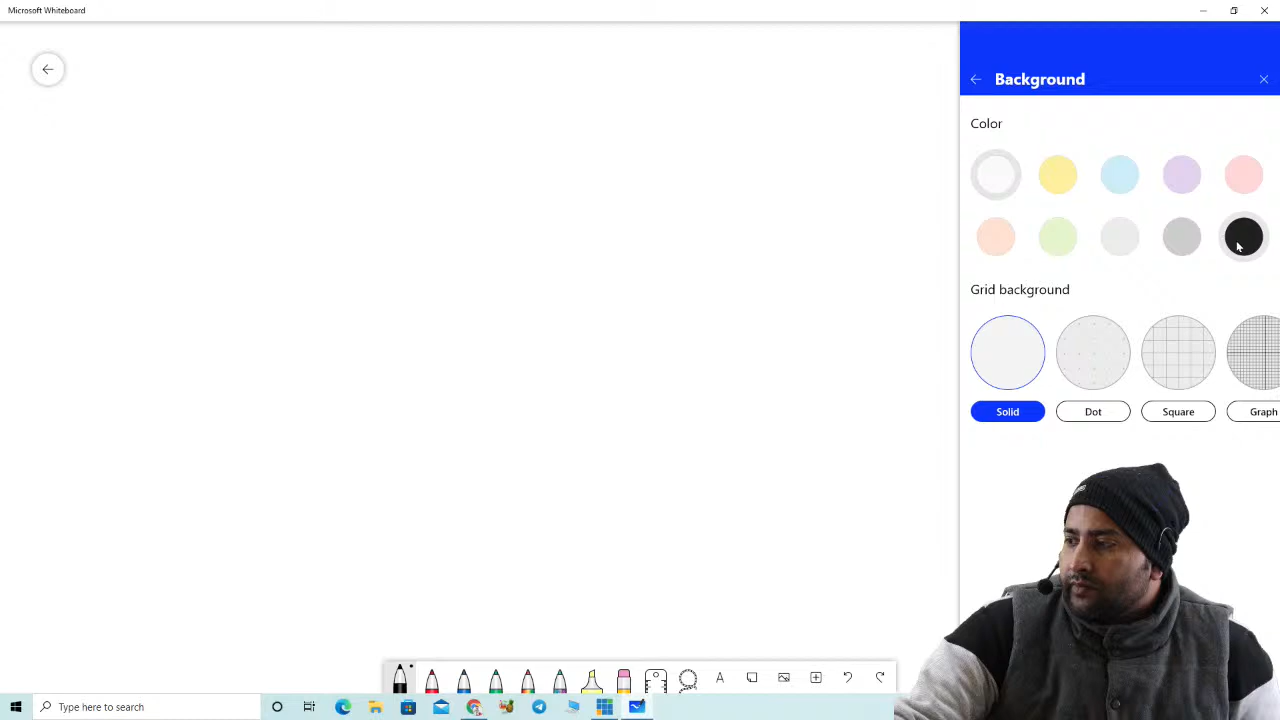 Microsoft Whiteboard
Background
Color
Grid background
Solid
Dot
Square
Graph
A
Type here to search